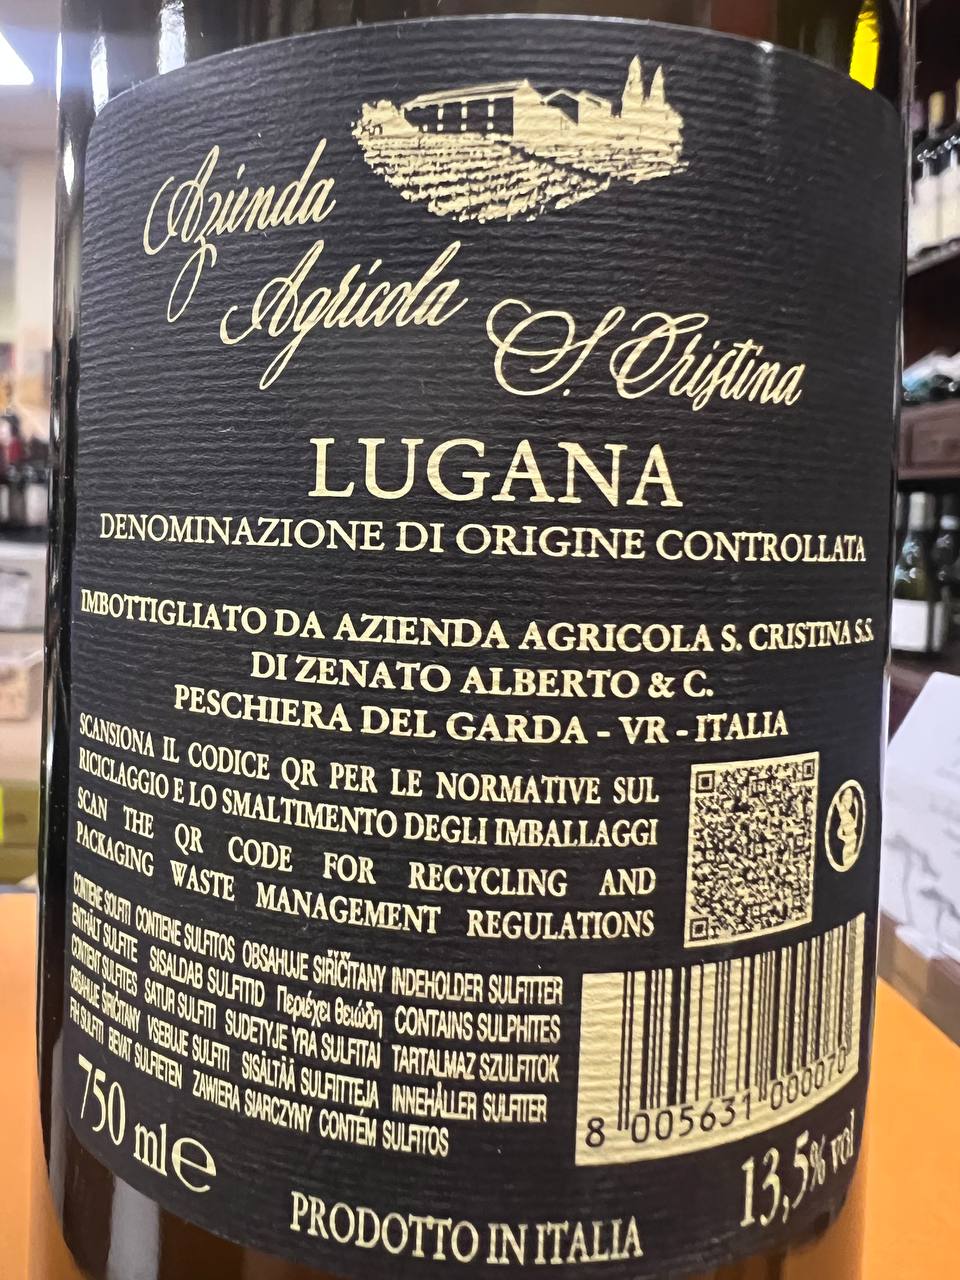 Azienda
Agricola
S. Cristina
LUGANA
DENOMINAZIONE DI ORIGINE CONTROLLATA
IMBOTTIGLIATO DA AZIENDA AGRICOLA S. CRISTINA S.S.
DI ZENATO ALBERTO & C.
PESCHIERA DEL GARDA - VR - ITALIA
SCANSIONA IL CODICE QR PER LE NORMATIVE SUL
RICICLAGGIO E LO SMALTIMENTO DEGLI IMBALLAGGI
SCAN THE QR CODE FOR RECYCLING AND
PACKAGING WASTE MANAGEMENT REGULATIONS
CONTIENE SOLFITI CONTIENE SULFITOS OBSAHUJE SIŘIČITANY INDEHOLDER SULFITTER
ENTHÄLT SULFITE SISALDAB SULFITID Περιέχει θειώδη CONTAINS SULPHITES
CONTIENT SULFITES SATUR SULFITI SUDETYJE YRA SULFITAI TARTALMAZ SZULFITOK
OBSAHUJE SIRIČITANY VSEBUJE SULFITI SISÄLTÄÄ SULFIITTEJA INNEHÅLLER SULFITER
FIH SULFITI BEVAT SULFIETEN ZAWIERA SIARCZYNY CONTÉM SULFITOS
8 005631 000070
750 ml e
13,5% vol
PRODOTTO IN ITALIA